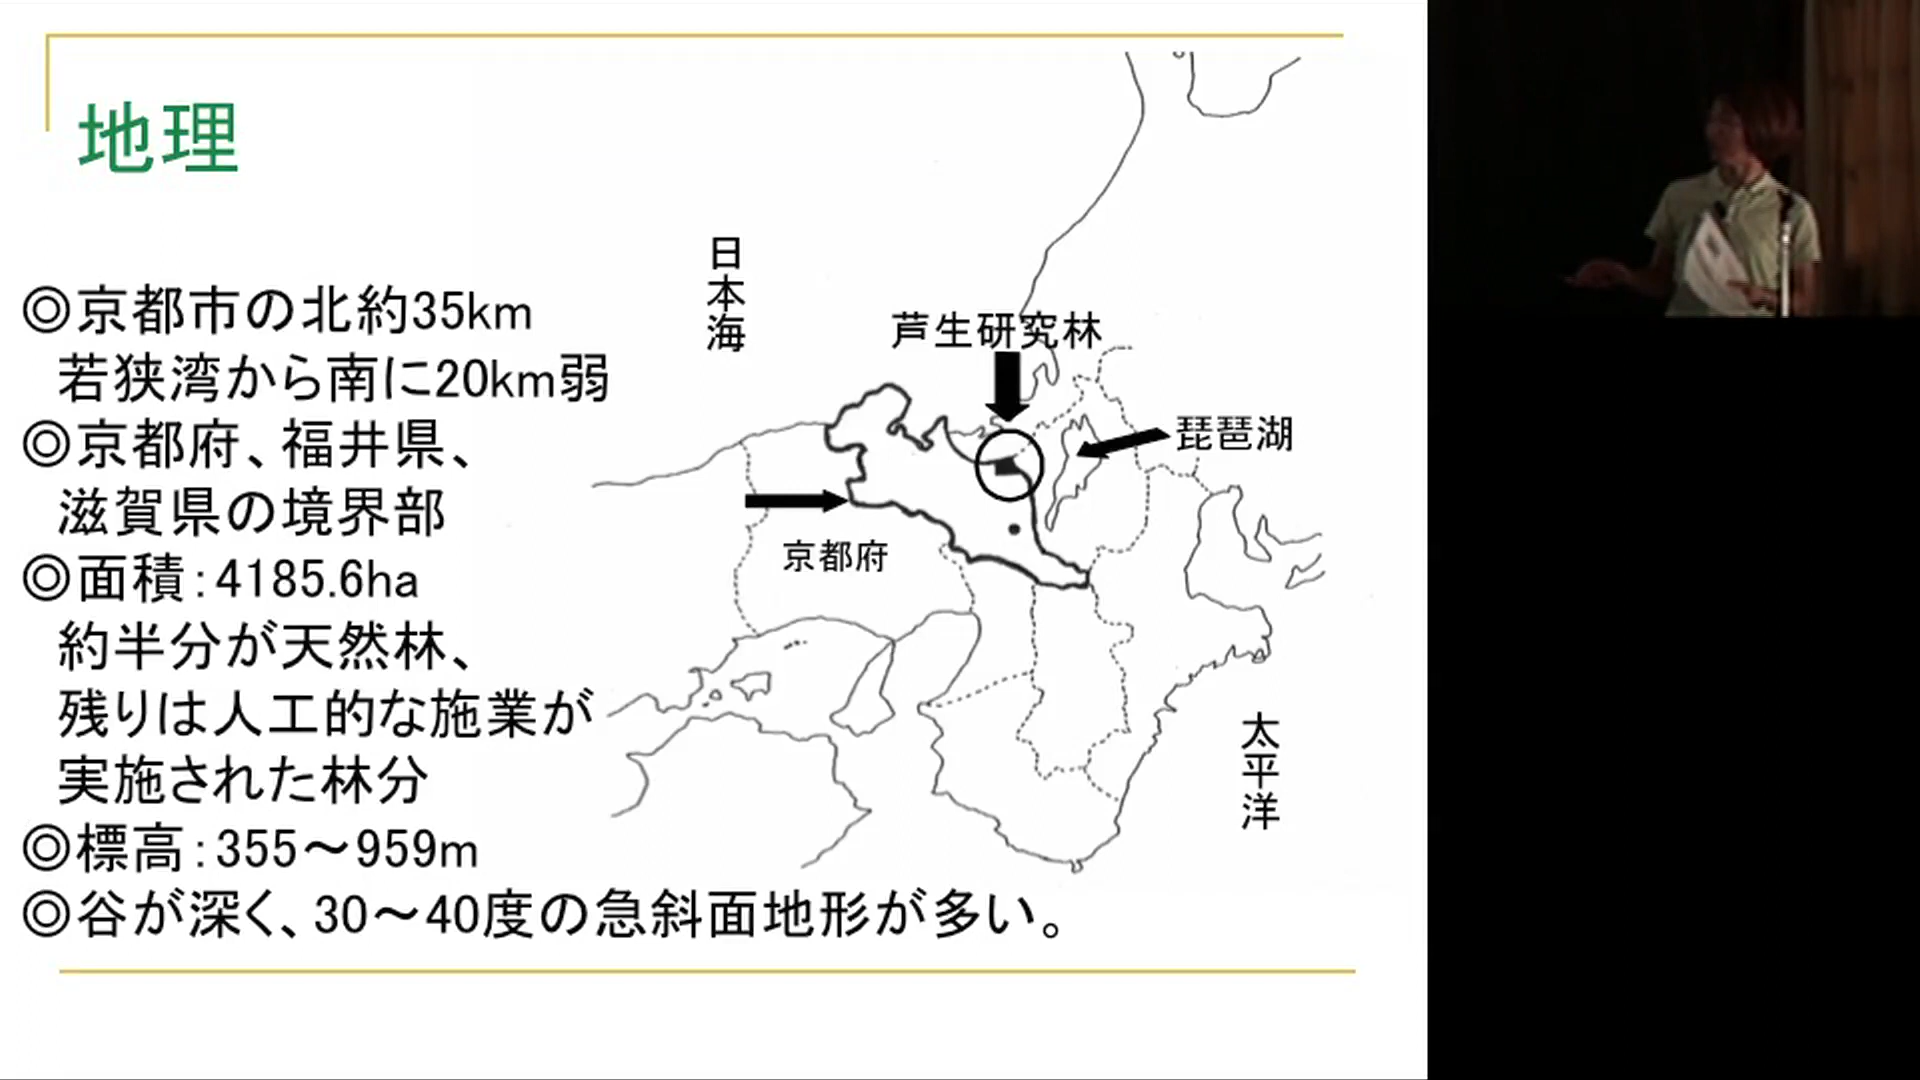 地理
◎京都市の北約35km
若狭湾から南に20km弱
◎京都府、福井県、
滋賀県の境界部
◎面積：4185.6ha
約半分が天然林、
残りは人工的な施業が
実施された林分
◎標高：355～959m
◎谷が深く、30～40度の急斜面地形が多い。
日本海
芦生研究林
琵琶湖
京都府
太平洋